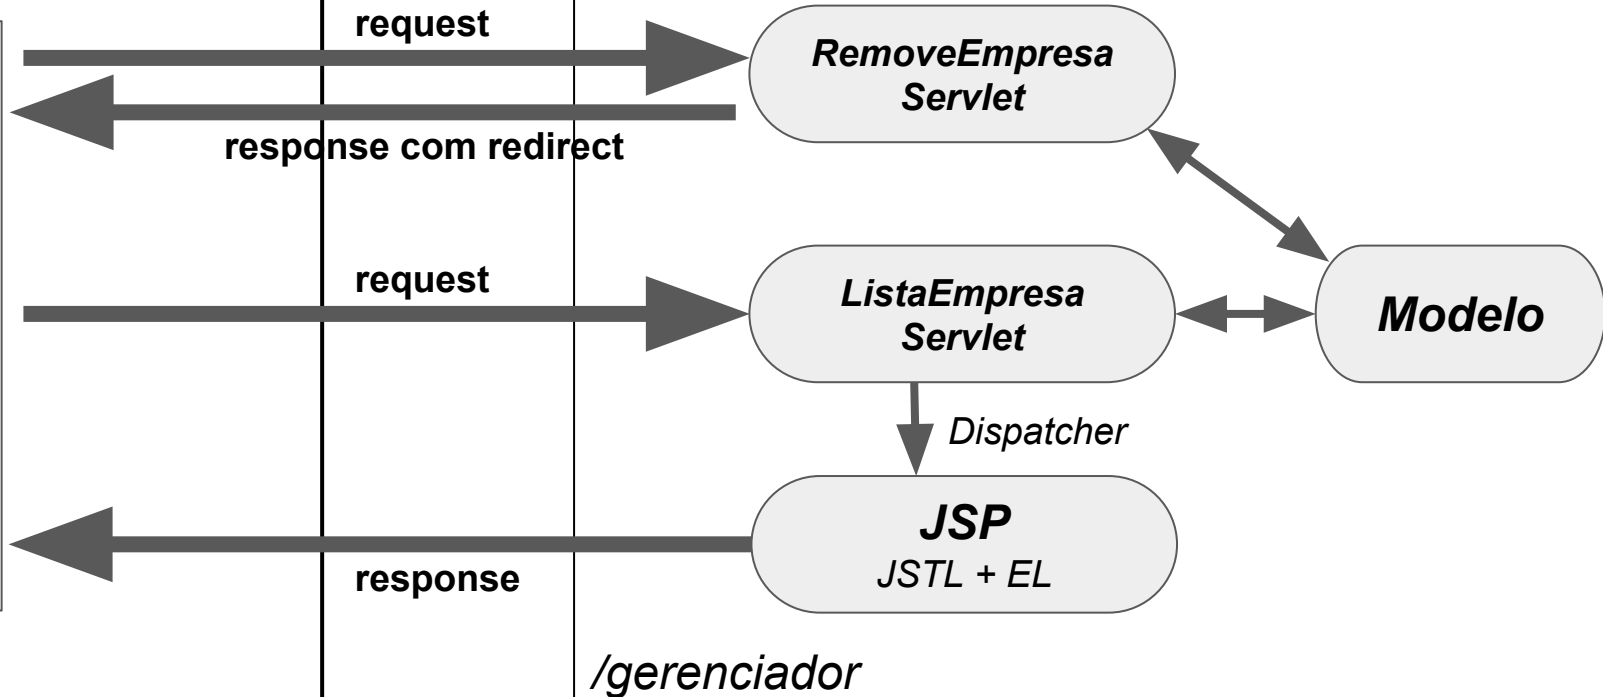 request
RemoveEmpresa
Servlet
response com redirect
request
ListaEmpresa
Servlet
Modelo
Dispatcher
JSP
JSTL + EL
response
/gerenciador